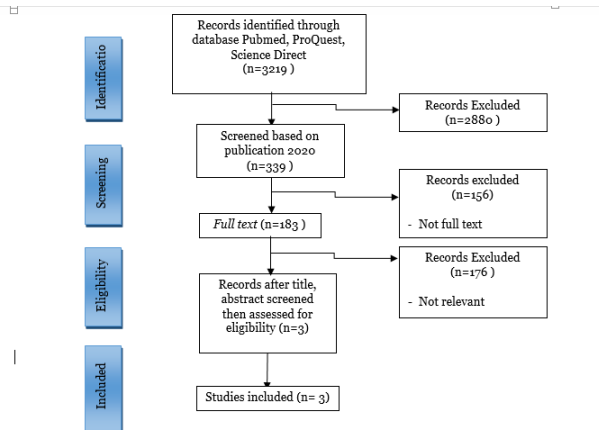 Records identified through
database Pubmed, ProQuest,
Science Direct
(n=3219 )
Identificatio
Records Excluded
(n=2880 )
Screened based on
publication 2020
(n=339 )
Screening
Records excluded
(n=156)
- Not full text
Full text (n=183 )
Records Excluded
(n=176 )
- Not relevant
Eligibility
Records after title,
abstract screened
then assessed for
eligibility (n=3)
Included
Studies included (n= 3)